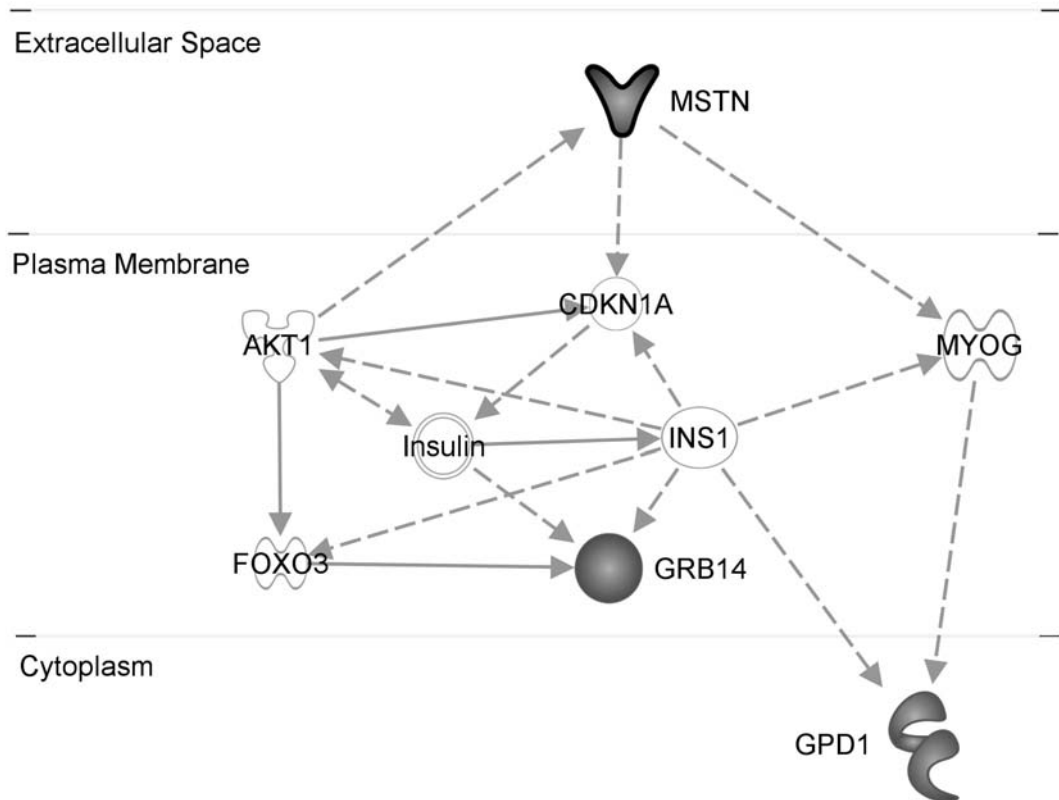 Extracellular Space
MSTN
Plasma Membrane
CDKN1A
AKT1
MYOG
Insulin
INS1
FOXO3
GRB14
Cytoplasm
GPD1